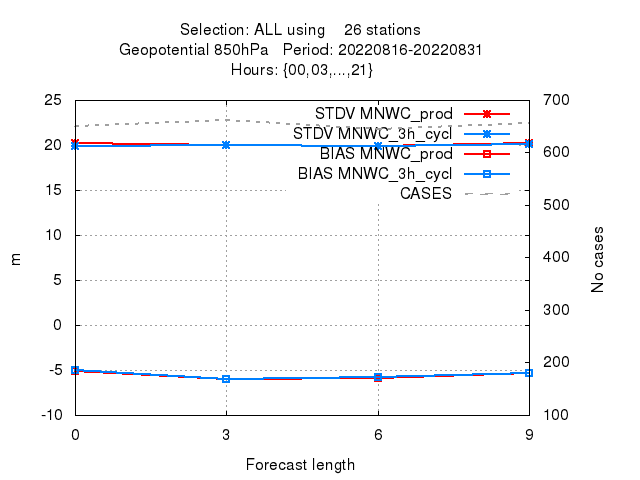 Selection: ALL using    26 stations
Geopotential 850hPa   Period: 20220816-20220831
Hours: {00,03,...,21}
25 700
STDV MNWC_prod
STDV MNWC_3h_cycl
20 600
BIAS MNWC_prod
BIAS MNWC_3h_cycl
CASES
15 500
10 400
m
No cases
5 300
0
-5 200
-10 100
0 3 6 9
Forecast length